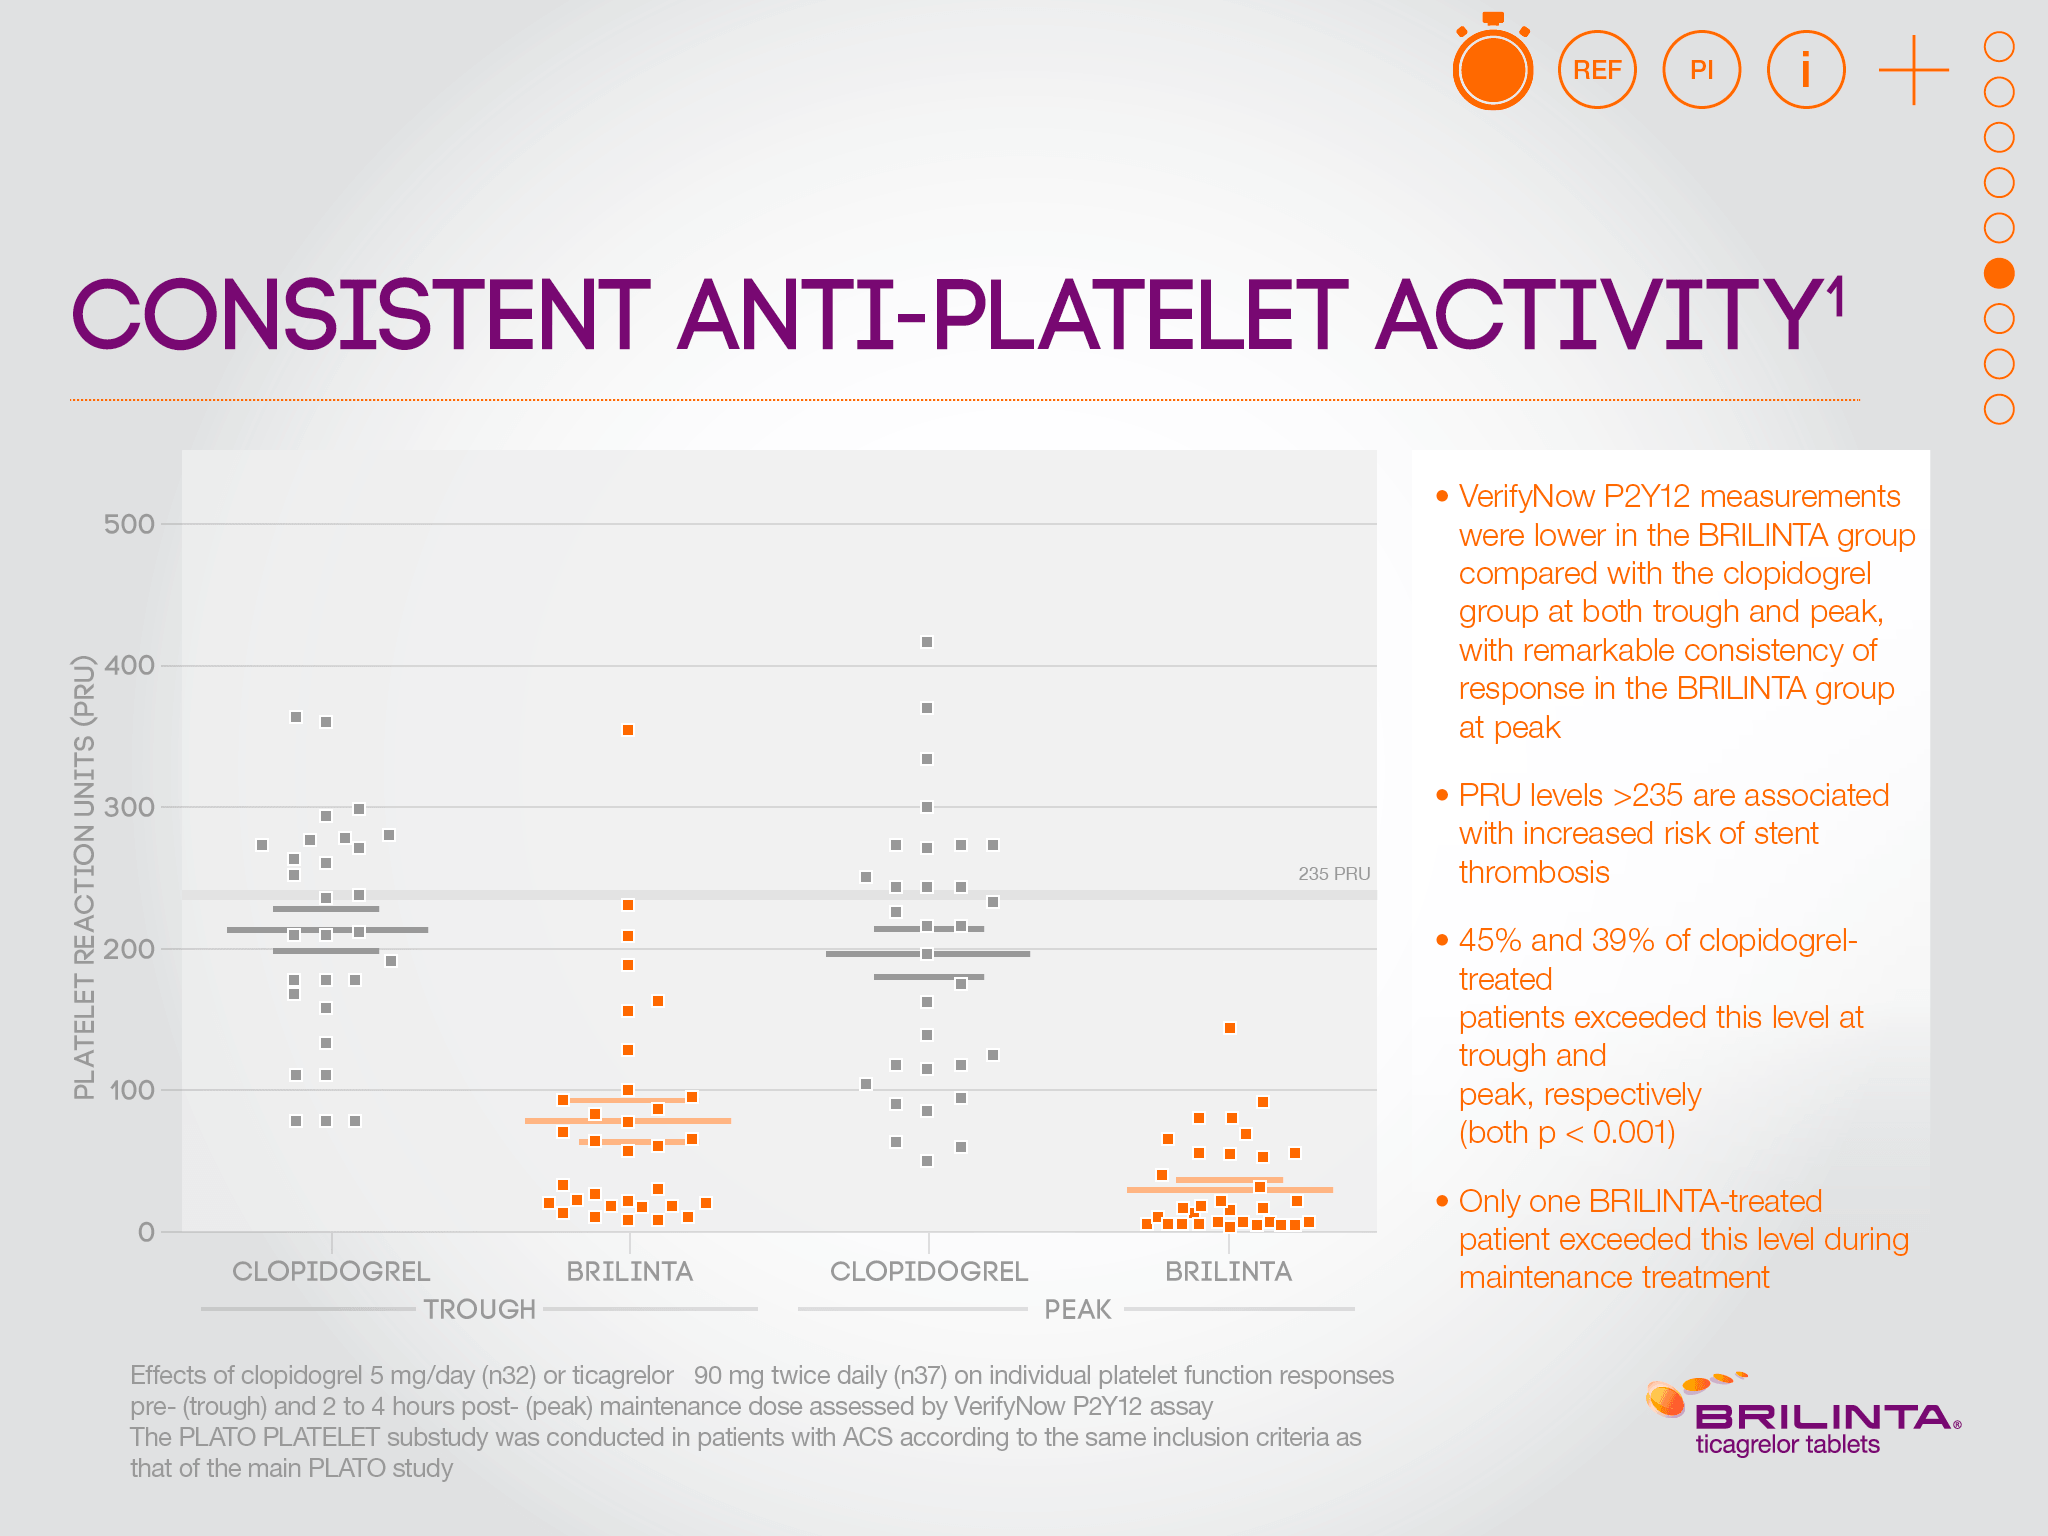 REF PI i
CONSISTENT ANTI-PLATELET ACTIVITY¹
PLATELET REACTION UNITS (PRU)
500
400
300
200
100
0
235 PRU
CLOPIDOGREL BRILINTA CLOPIDOGREL BRILINTA
TROUGH PEAK
• VerifyNow P2Y12 measurements
were lower in the BRILINTA group
compared with the clopidogrel
group at both trough and peak,
with remarkable consistency of
response in the BRILINTA group
at peak
• PRU levels >235 are associated
with increased risk of stent
thrombosis
• 45% and 39% of clopidogrel-
treated
patients exceeded this level at
trough and
peak, respectively
(both p < 0.001)
• Only one BRILINTA-treated
patient exceeded this level during
maintenance treatment
Effects of clopidogrel 5 mg/day (n32) or ticagrelor 90 mg twice daily (n37) on individual platelet function responses
pre- (trough) and 2 to 4 hours post- (peak) maintenance dose assessed by VerifyNow P2Y12 assay
The PLATO PLATELET substudy was conducted in patients with ACS according to the same inclusion criteria as
that of the main PLATO study
BRILINTA®
ticagrelor tablets